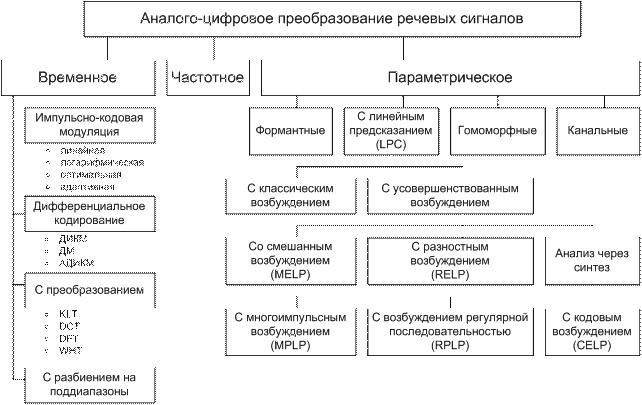 Аналого-цифровое преобразование речевых сигналов
Временное
Частотное
Параметрическое
Импульсно-кодовая
модуляция
линейная
логарифмическая
оптимальная
адаптивная
Дифференциальное
кодирование
ДИКМ
ДМ
АДИКМ
С преобразованием
KLT
DCT
DFT
WHT
С разбиением на
поддиапазоны
Формантные
С линейным
предсказанием
(LPC)
Гомоморфные
Канальные
С классическим
возбуждением
С усовершенствованным
возбуждением
Со смешанным
возбуждением
(MELP)
С разностным
возбуждением
(RELP)
Анализ через
синтез
С многоимпульсным
возбуждением
(MPLP)
С возбуждением регулярной
последовательностью
(RPLP)
С кодовым
возбуждением
(CELP)